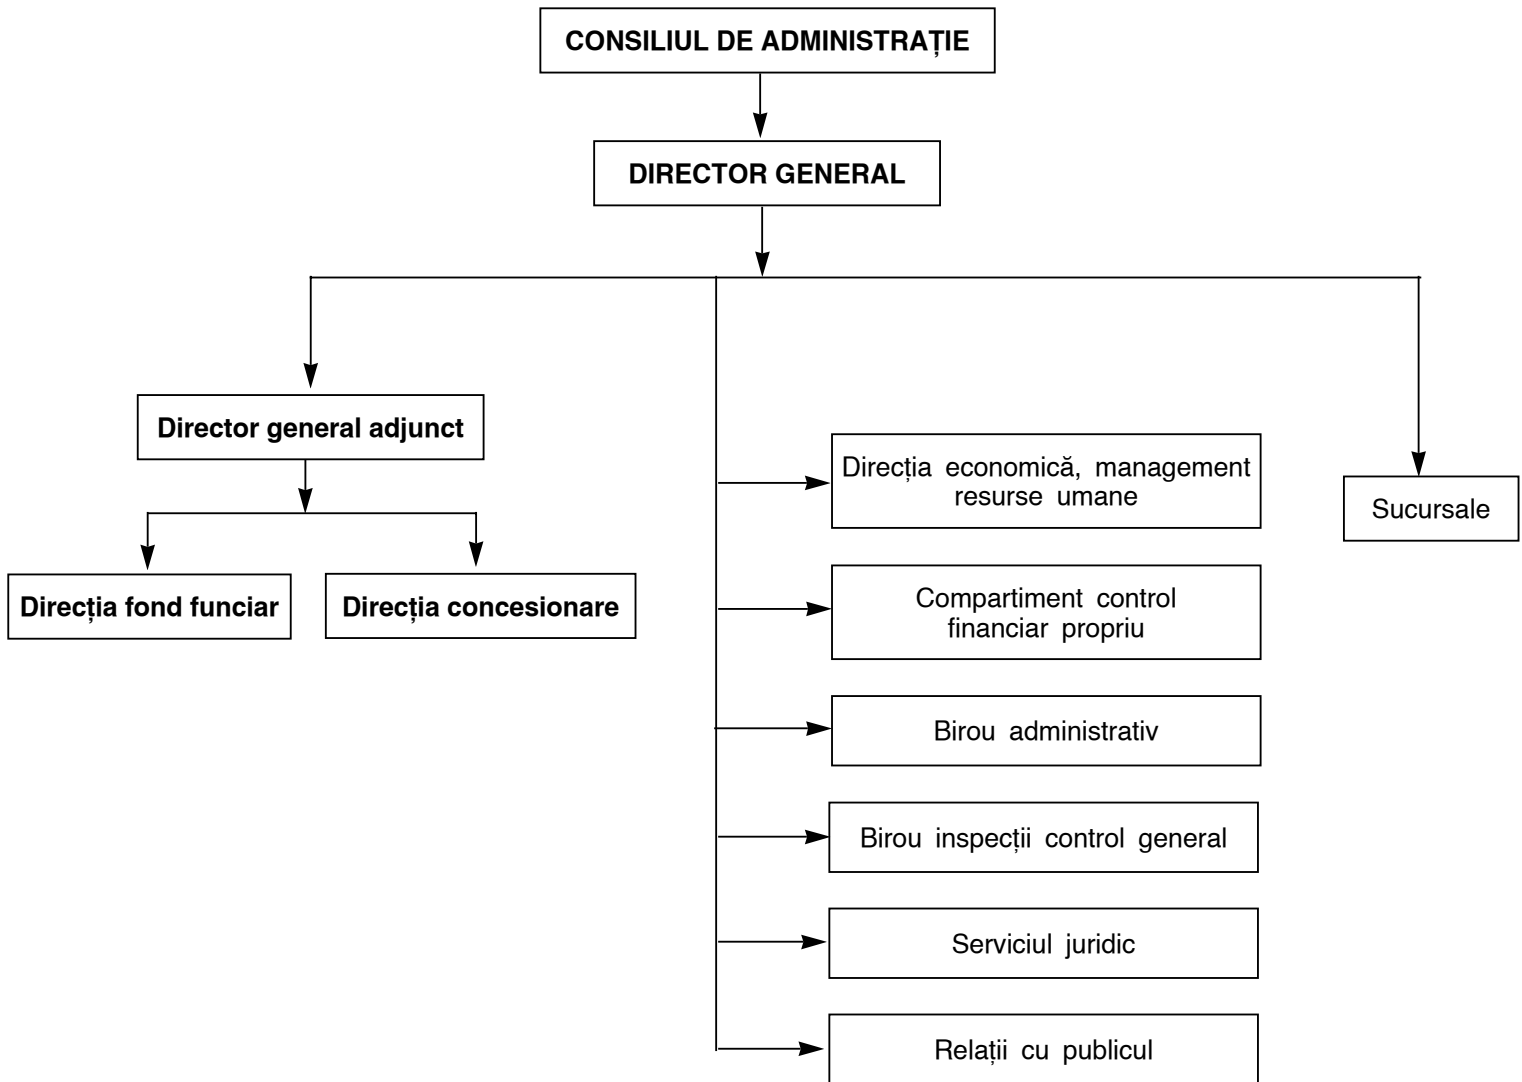 CONSILIUL DE ADMINISTRAȚIE
DIRECTOR GENERAL
Director general adjunct
Direcția fond funciar
Direcția concesionare
Direcția economică, management
resurse umane
Compartiment control
financiar propriu
Birou administrativ
Birou inspecții control general
Serviciul juridic
Relații cu publicul
Sucursale